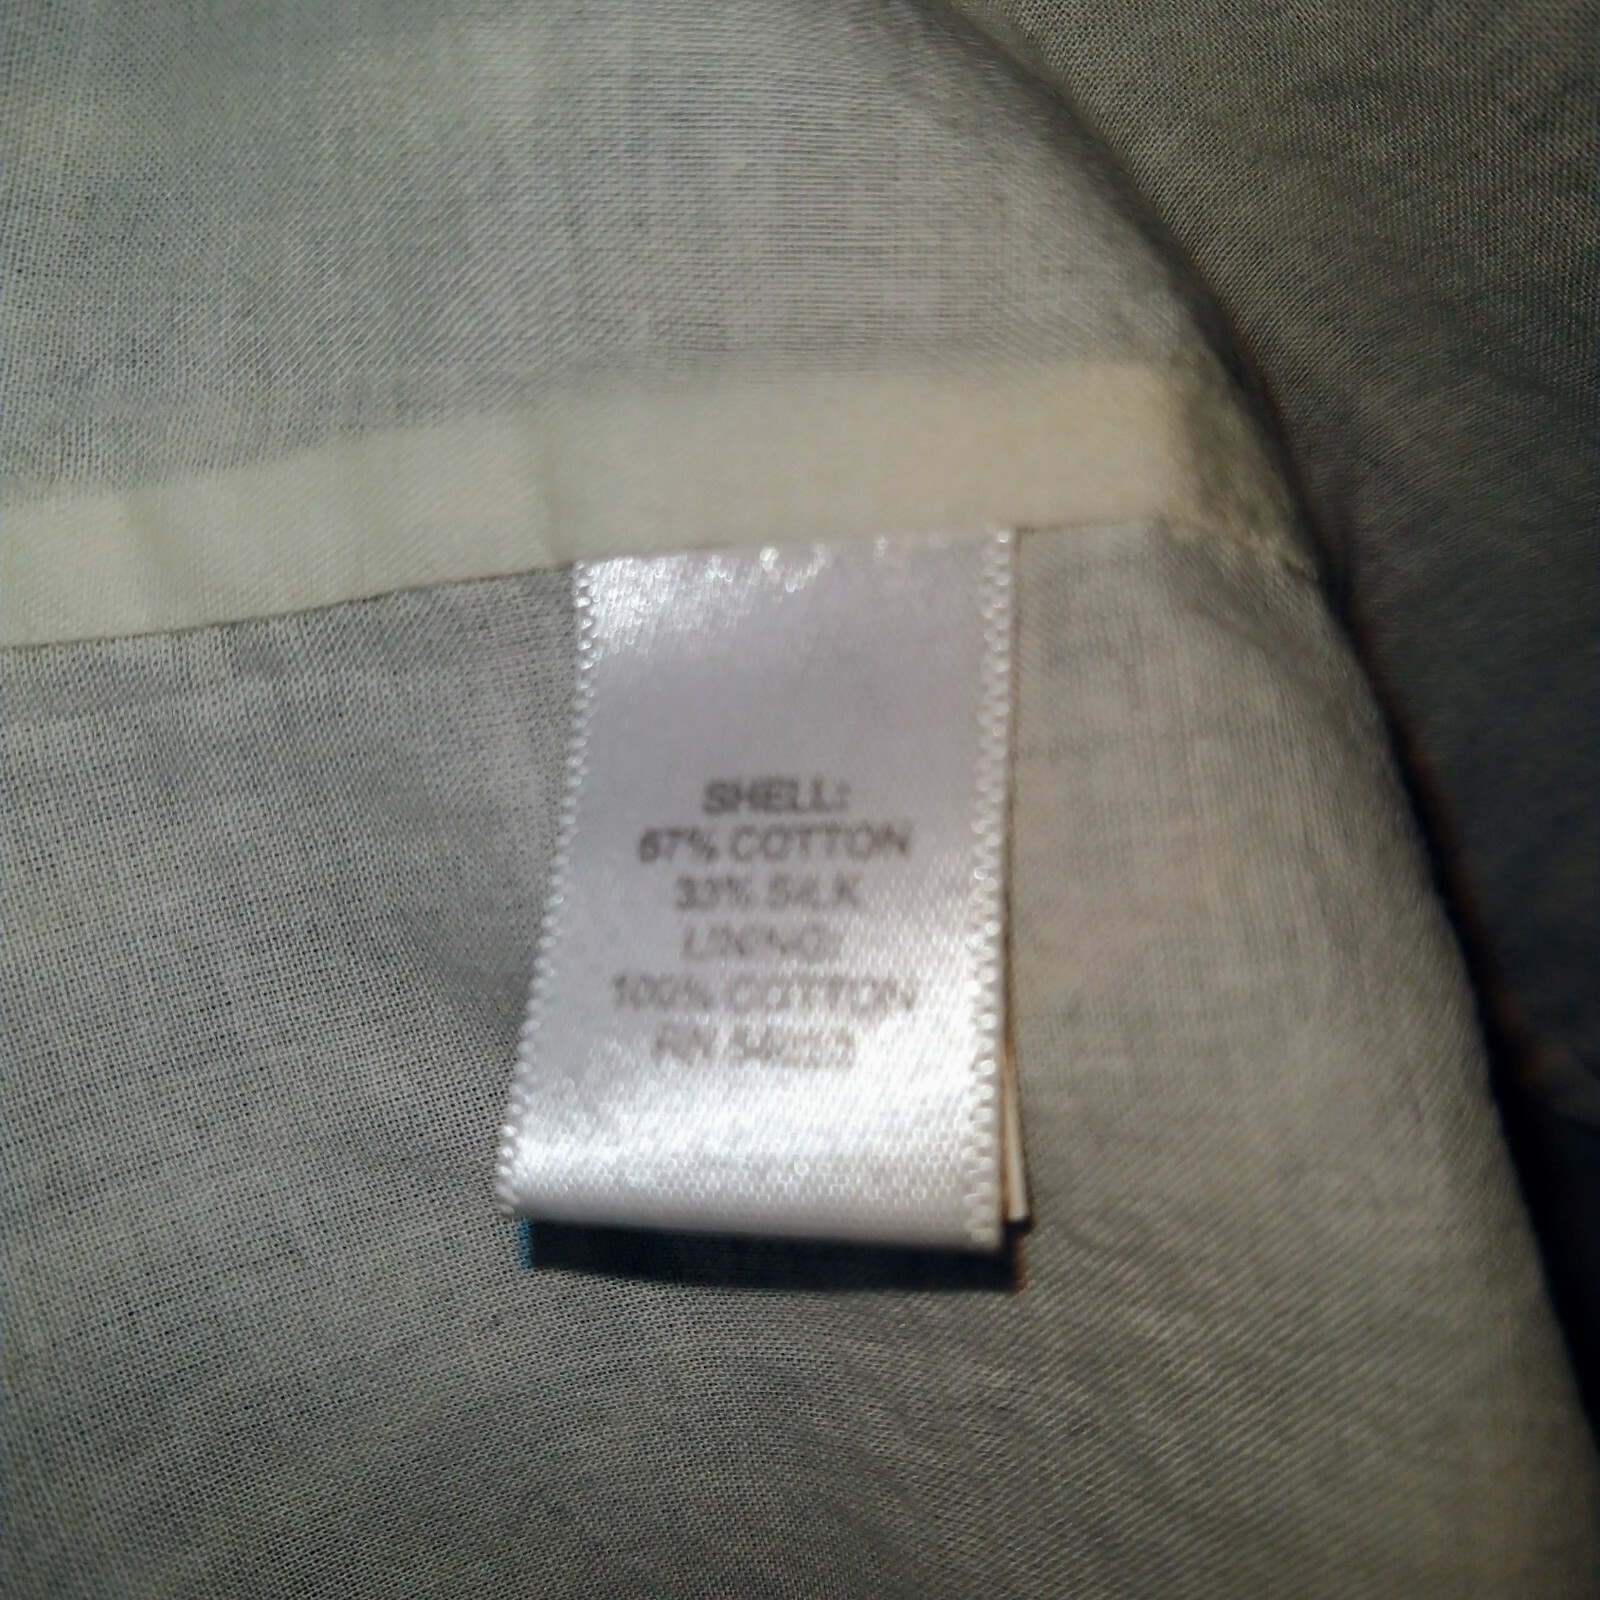 SHELL:
67% COTTON
33% SILK
LINING:
100% COTTON
RN